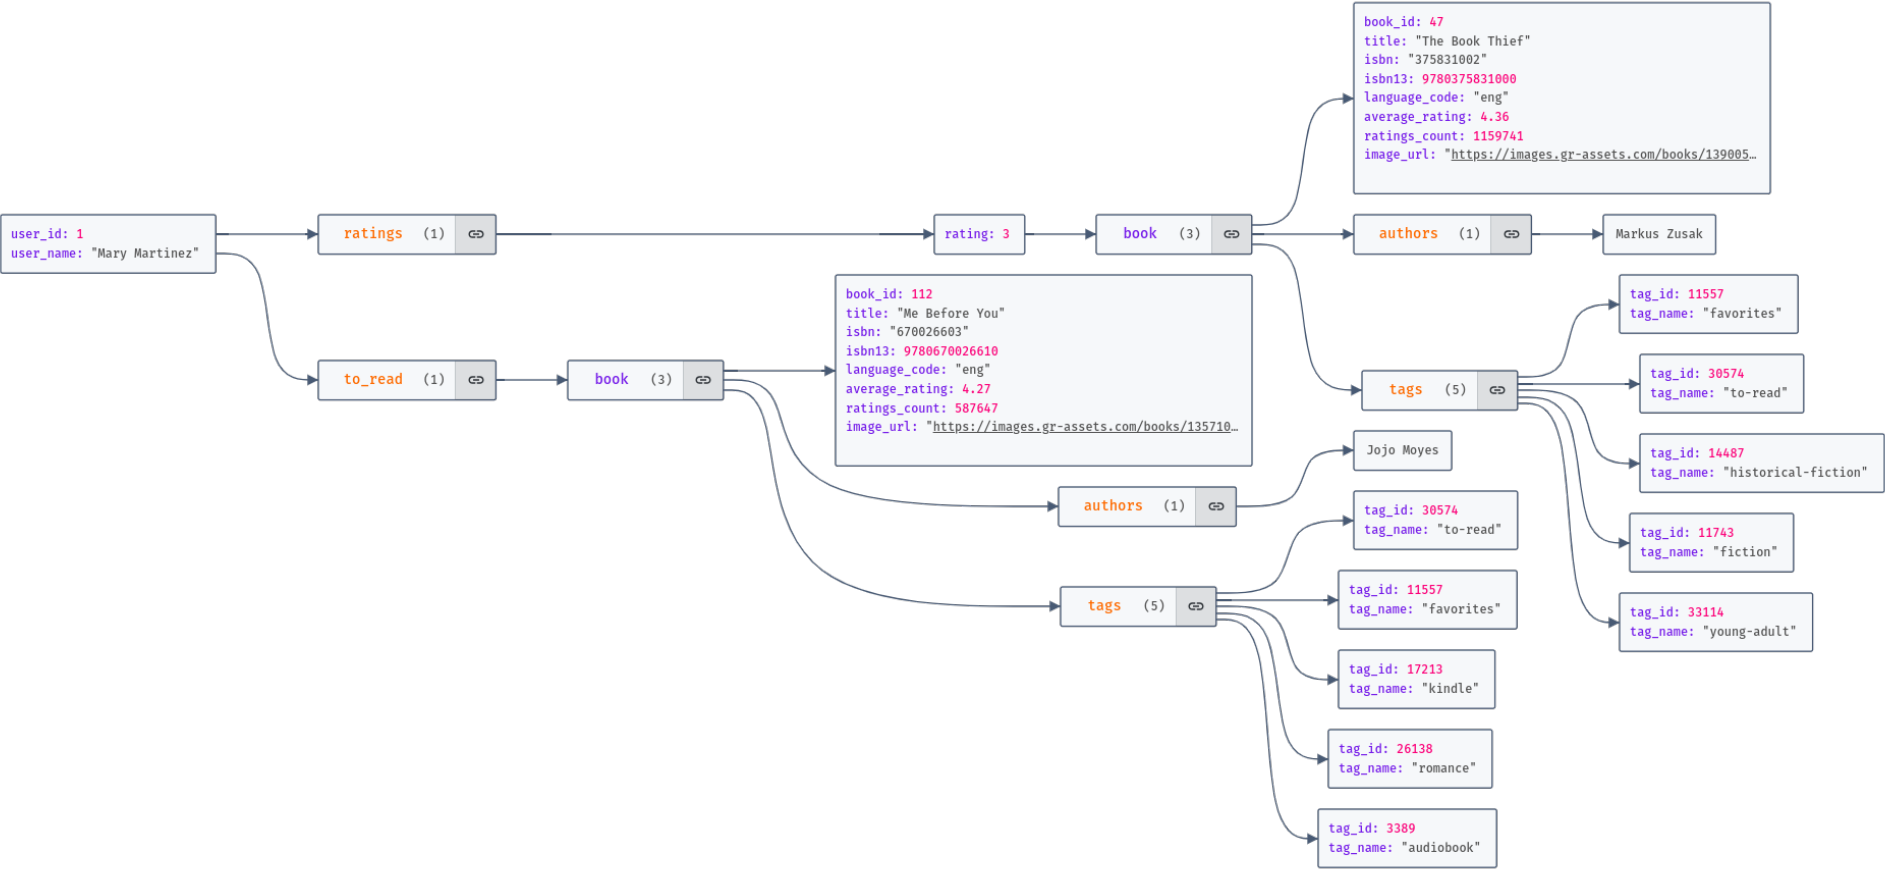 user_id: 1
user_name: "Mary Martinez"
ratings (1)
rating: 3
book (3)
book_id: 47
title: "The Book Thief"
isbn: "375831002"
isbn13: 9780375831000
language_code: "eng"
average_rating: 4.36
ratings_count: 1159741
image_url: "https://images.gr-assets.com/books/139005…
authors (1)
Markus Zusak
tags (5)
tag_id: 11557
tag_name: "favorites"
tag_id: 30574
tag_name: "to-read"
tag_id: 14487
tag_name: "historical-fiction"
tag_id: 11743
tag_name: "fiction"
tag_id: 33114
tag_name: "young-adult"
to_read (1)
book (3)
book_id: 112
title: "Me Before You"
isbn: "670026603"
isbn13: 9780670026610
language_code: "eng"
average_rating: 4.27
ratings_count: 587647
image_url: "https://images.gr-assets.com/books/135710…
authors (1)
Jojo Moyes
tags (5)
tag_id: 30574
tag_name: "to-read"
tag_id: 11557
tag_name: "favorites"
tag_id: 17213
tag_name: "kindle"
tag_id: 26138
tag_name: "romance"
tag_id: 3389
tag_name: "audiobook"